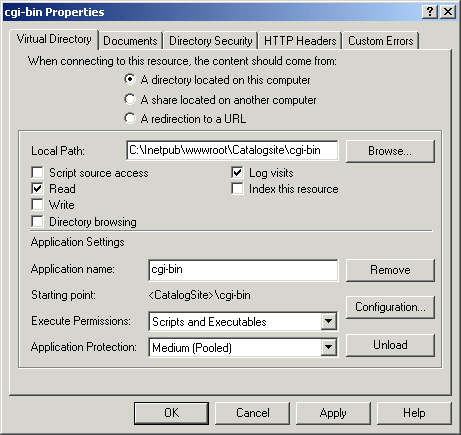 cgi-bin Properties
Virtual Directory Documents Directory Security HTTP Headers Custom Errors
When connecting to this resource, the content should come from:
A directory located on this computer
A share located on another computer
A redirection to a URL
Local Path: C:\Inetpub\wwwroot\Catalogsite\cgi-bin Browse...
Script source access Log visits
Read Index this resource
Write
Directory browsing
Application Settings
Application name: cgi-bin Remove
Starting point: <CatalogSite>\cgi-bin
Configuration...
Execute Permissions: Scripts and Executables
Application Protection: Medium (Pooled) Unload
OK Cancel Apply Help